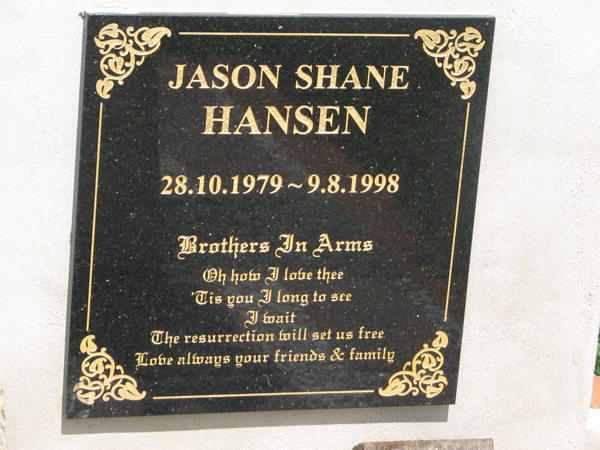 JASON SHANE
HANSEN
28.10.1979 ~ 9.8.1998
Brothers In Arms
Oh how I love thee
'Tis you I long to see
I wait
The resurrection will set us free
Love always your friends & family